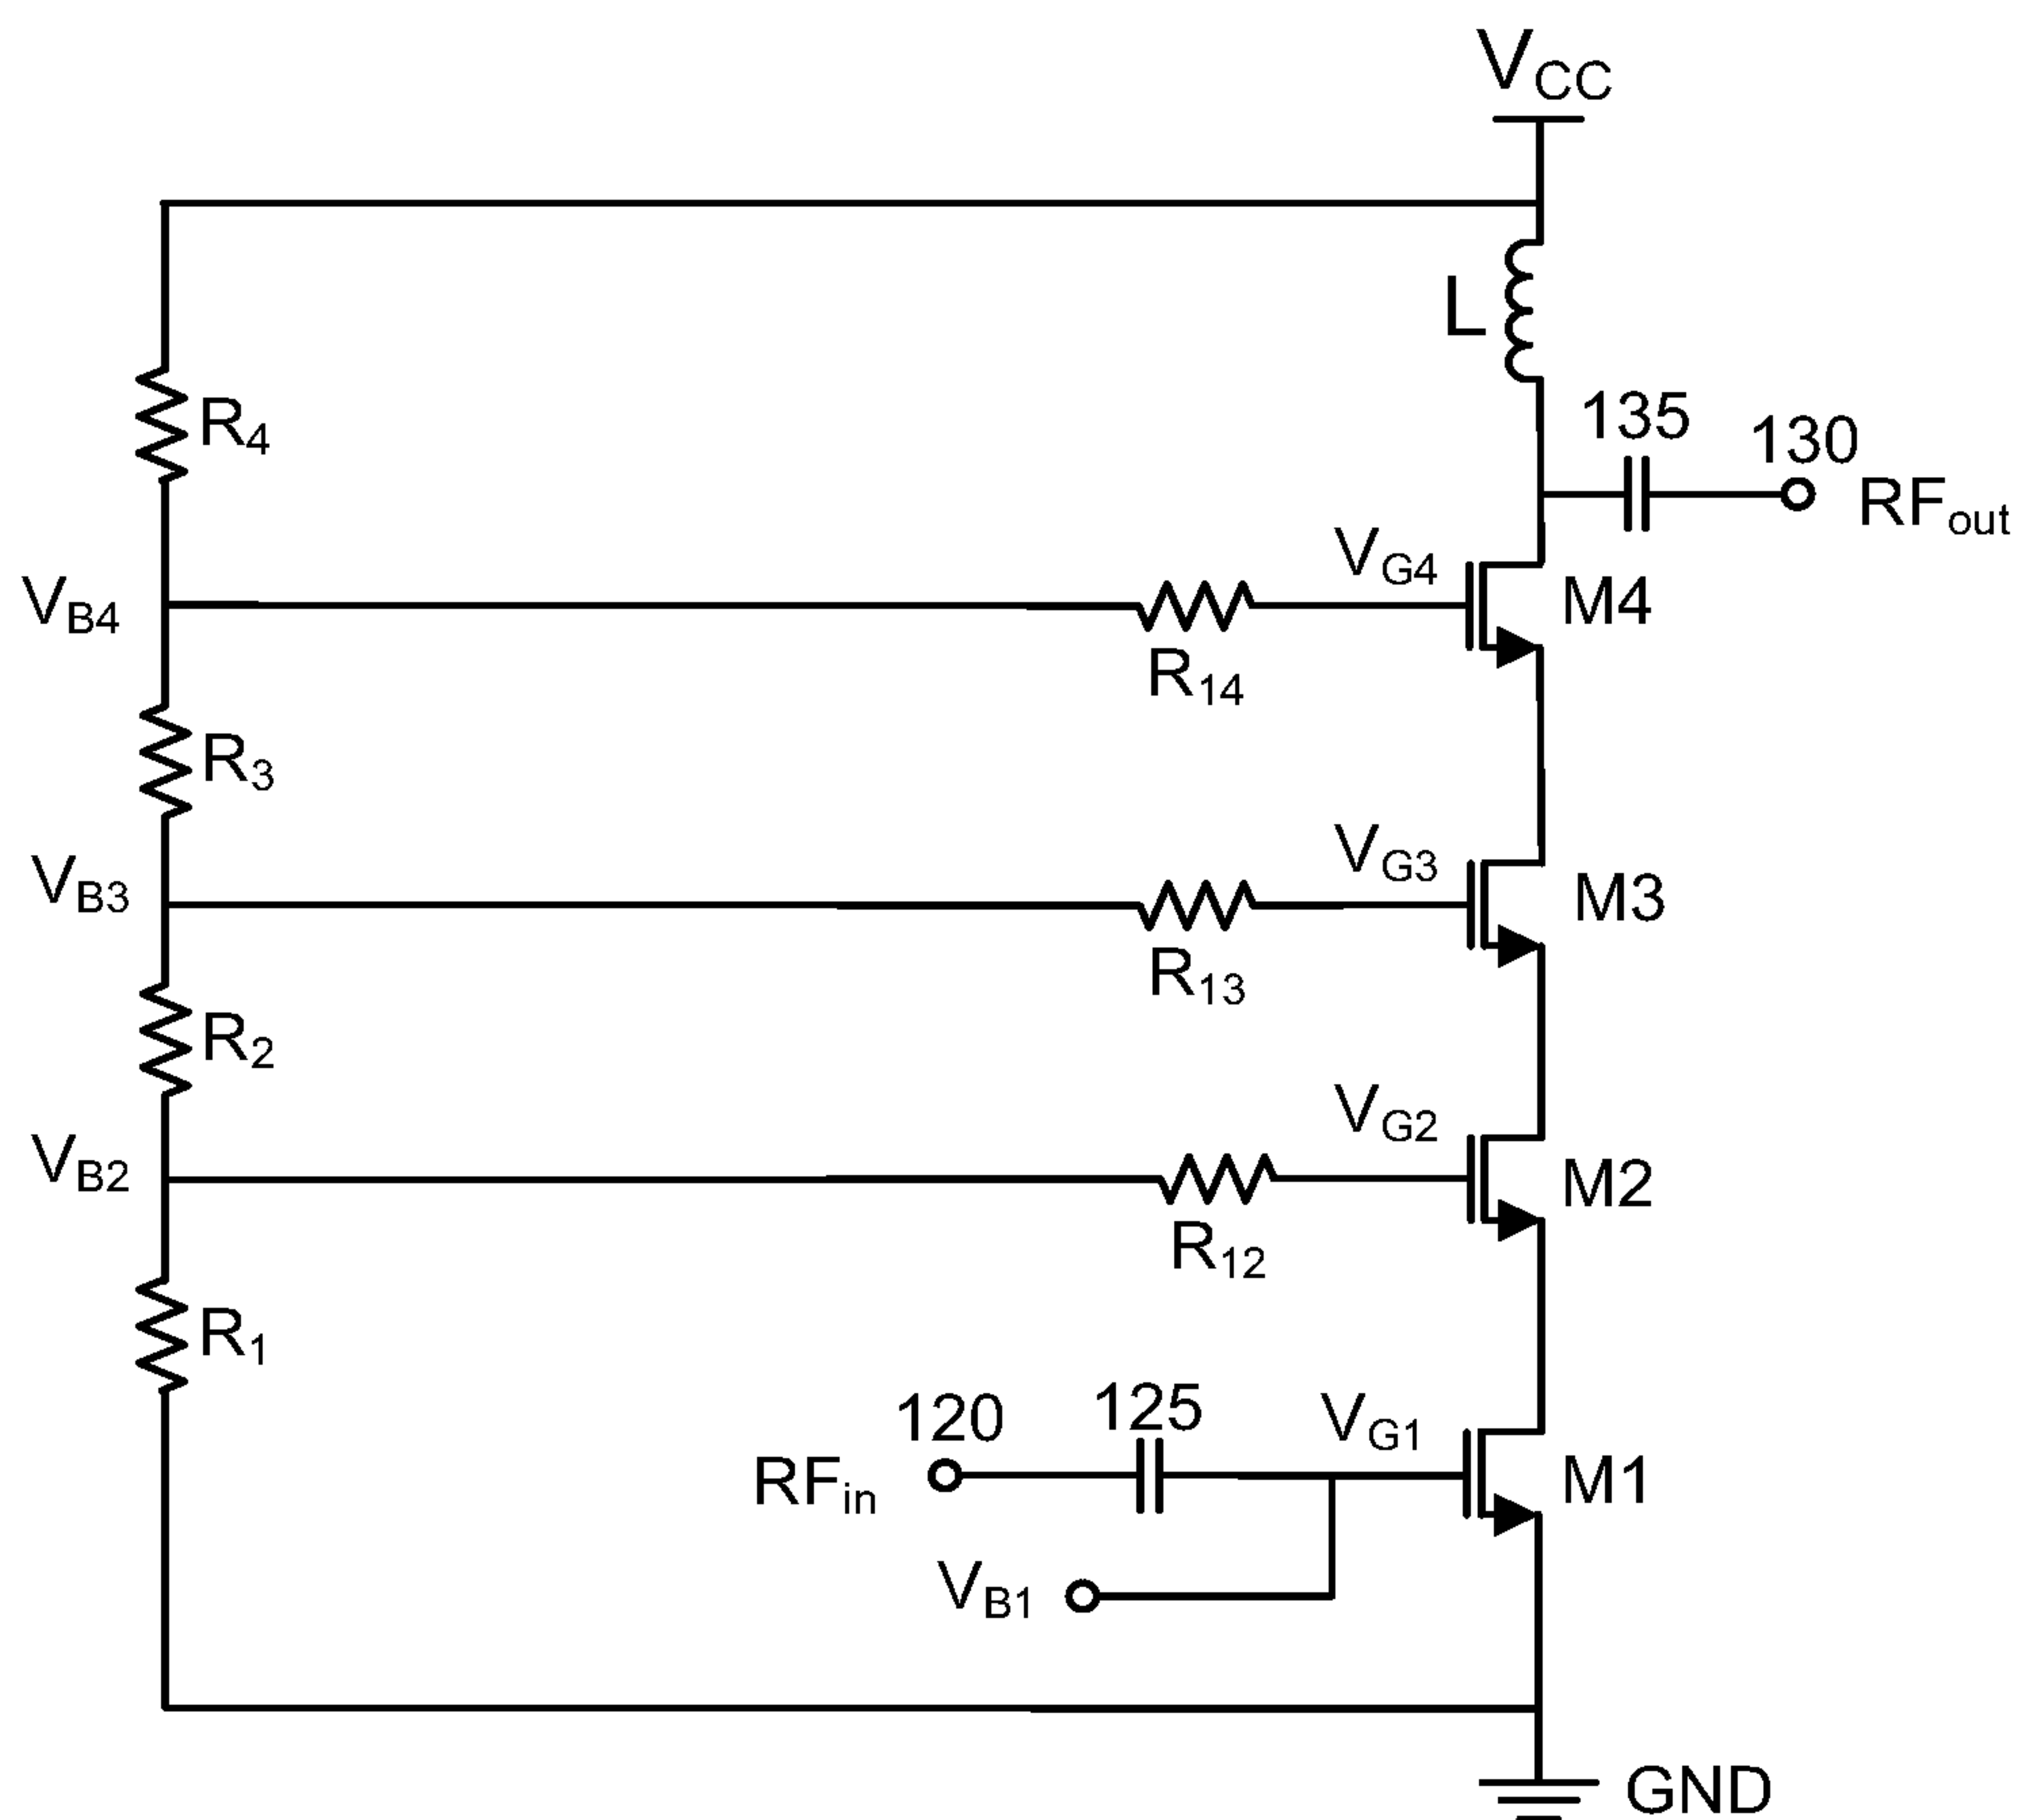 VCC
L
135
130
RFout
R4
VG4
M4
VB4
R14
R3
VG3
M3
VB3
R13
R2
VG2
M2
VB2
R12
R1
120
125
VG1
RFin
M1
VB1
GND